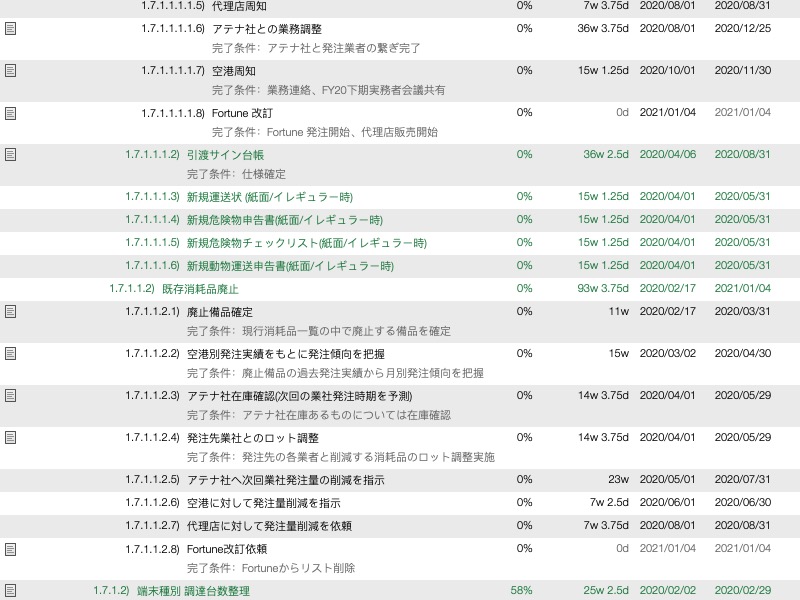 1.7.1.1.1.1.5) 代理店周知 0% 7w 3.75d 2020/08/01 2020/08/31
1.7.1.1.1.1.6) アテナ社との業務調整 0% 36w 3.75d 2020/08/01 2020/12/25
完了条件: アテナ社と発注業者の繋ぎ完了
1.7.1.1.1.1.7) 空港周知 0% 15w 1.25d 2020/10/01 2020/11/30
完了条件: 業務連絡、FY20下期実務者会議共有
1.7.1.1.1.1.8) Fortune 改訂 0% 0d 2021/01/04 2021/01/04
完了条件: Fortune 発注開始、代理店販売開始
1.7.1.1.1.2) 引渡サイン台帳 0% 36w 2.5d 2020/04/06 2020/08/31
完了条件: 仕様確定
1.7.1.1.1.3) 新規運送状 (紙面/イレギュラー時) 0% 15w 1.25d 2020/04/01 2020/05/31
1.7.1.1.1.4) 新規危険物申告書(紙面/イレギュラー時) 0% 15w 1.25d 2020/04/01 2020/05/31
1.7.1.1.1.5) 新規危険物チェックリスト(紙面/イレギュラー時) 0% 15w 1.25d 2020/04/01 2020/05/31
1.7.1.1.1.6) 新規動物運送申告書(紙面/イレギュラー時) 0% 15w 1.25d 2020/04/01 2020/05/31
1.7.1.1.2) 既存消耗品廃止 0% 93w 3.75d 2020/02/17 2021/01/04
1.7.1.1.2.1) 廃止備品確定 0% 11w 2020/02/17 2020/03/31
完了条件: 現行消耗品一覧の中で廃止する備品を確定
1.7.1.1.2.2) 空港別発注実績をもとに発注傾向を把握 0% 15w 2020/03/02 2020/04/30
完了条件: 廃止備品の過去発注実績から月別発注傾向を把握
1.7.1.1.2.3) アテナ社在庫確認(次回の業社発注時期を予測) 0% 14w 3.75d 2020/04/01 2020/05/29
完了条件: アテナ社在庫あるものについては在庫確認
1.7.1.1.2.4) 発注先業社とのロット調整 0% 14w 3.75d 2020/04/01 2020/05/29
完了条件: 発注先の各業者と削減する消耗品のロット調整実施
1.7.1.1.2.5) アテナ社へ次回業社発注量の削減を指示 0% 23w 2020/05/01 2020/07/31
1.7.1.1.2.6) 空港に対して発注量削減を指示 0% 7w 2.5d 2020/06/01 2020/06/30
1.7.1.1.2.7) 代理店に対して発注量削減を依頼 0% 7w 3.75d 2020/08/01 2020/08/31
1.7.1.1.2.8) Fortune改訂依頼 0% 0d 2021/01/04 2021/01/04
完了条件: Fortuneからリスト削除
1.7.1.2) 端末種別 調達台数整理 58% 25w 2.5d 2020/02/02 2020/02/29